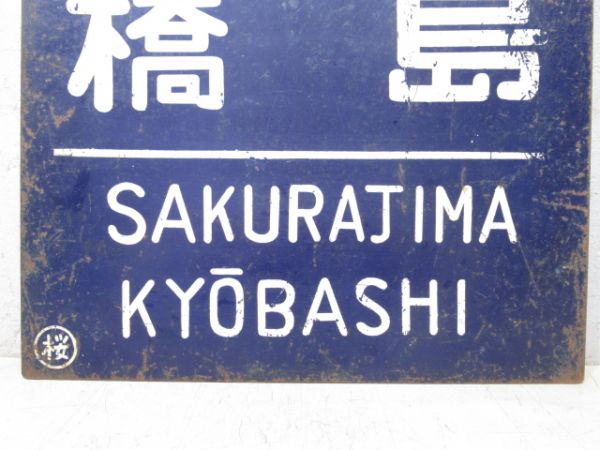 橋 島
SAKURAJIMA
KYŌBASHI
桜